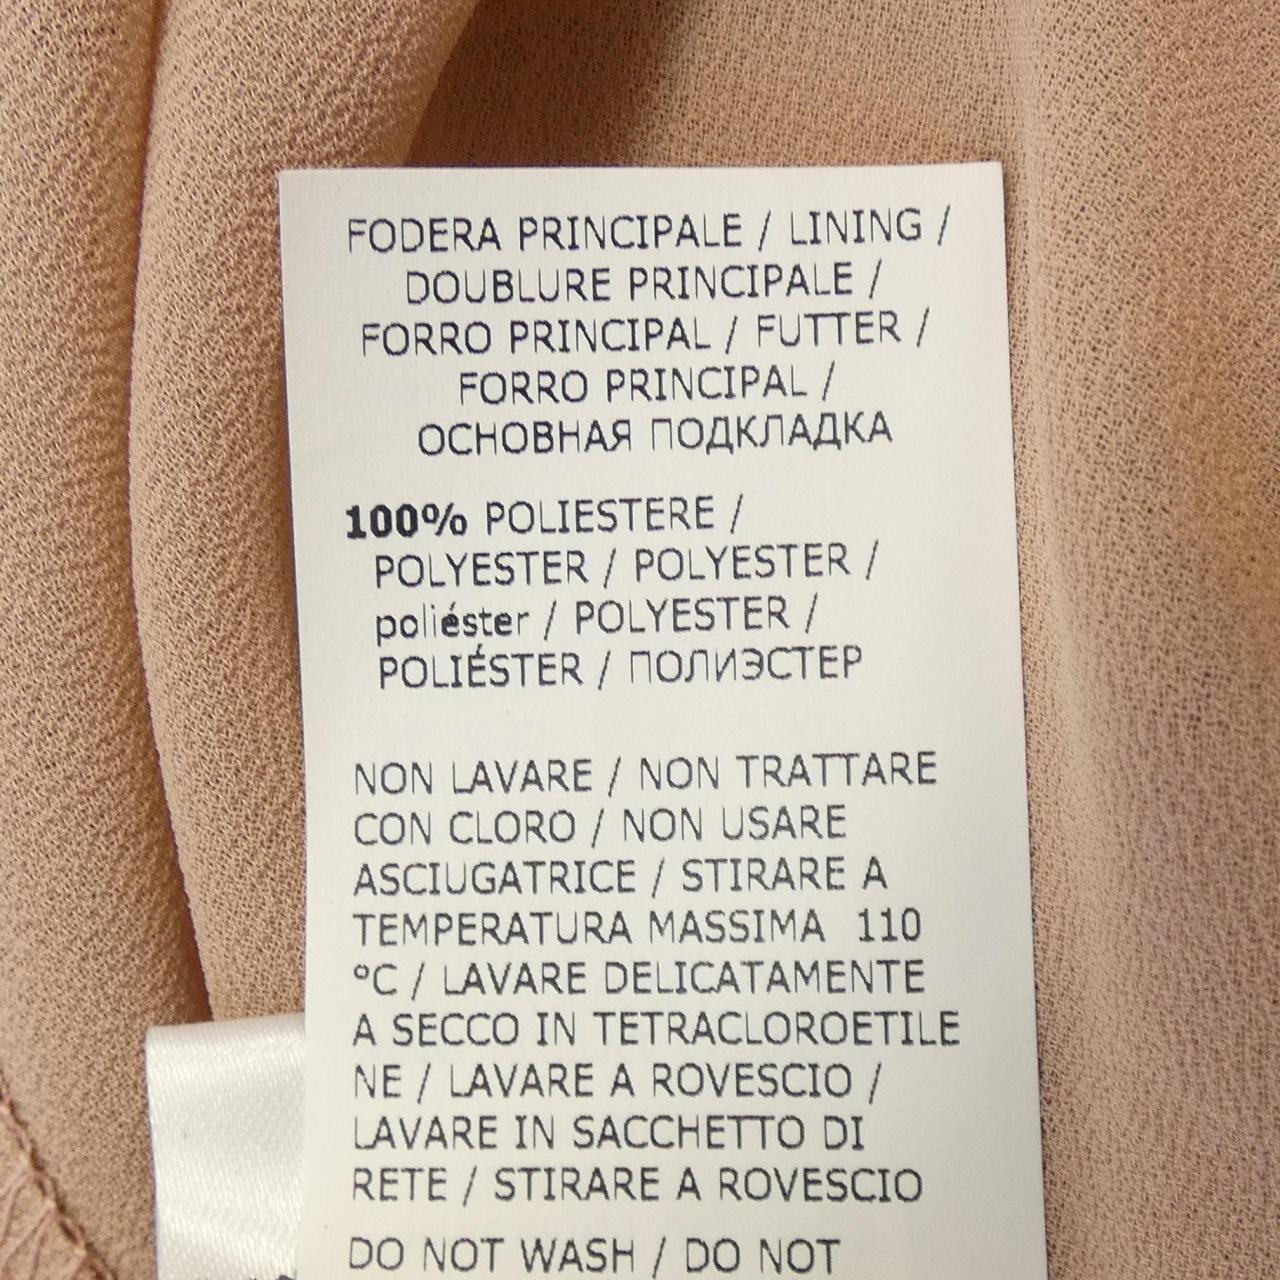 FODERA PRINCIPALE / LINING /
DOUBLURE PRINCIPALE /
FORRO PRINCIPAL / FUTTER /
FORRO PRINCIPAL /
ОСНОВНАЯ ПОДКЛАДКА
100% POLIESTERE /
POLYESTER / POLYESTER /
poliéster / POLYESTER /
POLIÉSTER / ПОЛИЭСТЕР
NON LAVARE / NON TRATTARE
CON CLORO / NON USARE
ASCIUGATRICE / STIRARE A
TEMPERATURA MASSIMA 110
°C / LAVARE DELICATAMENTE
A SECCO IN TETRACLOROETILE
NE / LAVARE A ROVESCIO /
LAVARE IN SACCHETTO DI
RETE / STIRARE A ROVESCIO
DO NOT WASH / DO NOT